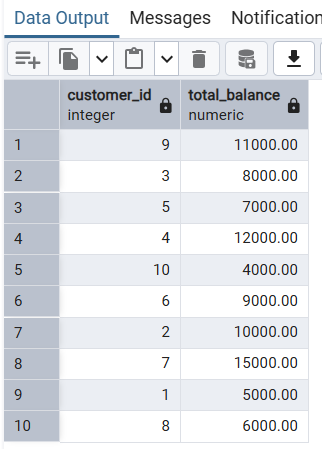 Data Output Messages Notification
customer_id total_balance
integer numeric
1 9 11000.00
2 3 8000.00
3 5 7000.00
4 4 12000.00
5 10 4000.00
6 6 9000.00
7 2 10000.00
8 7 15000.00
9 1 5000.00
10 8 6000.00